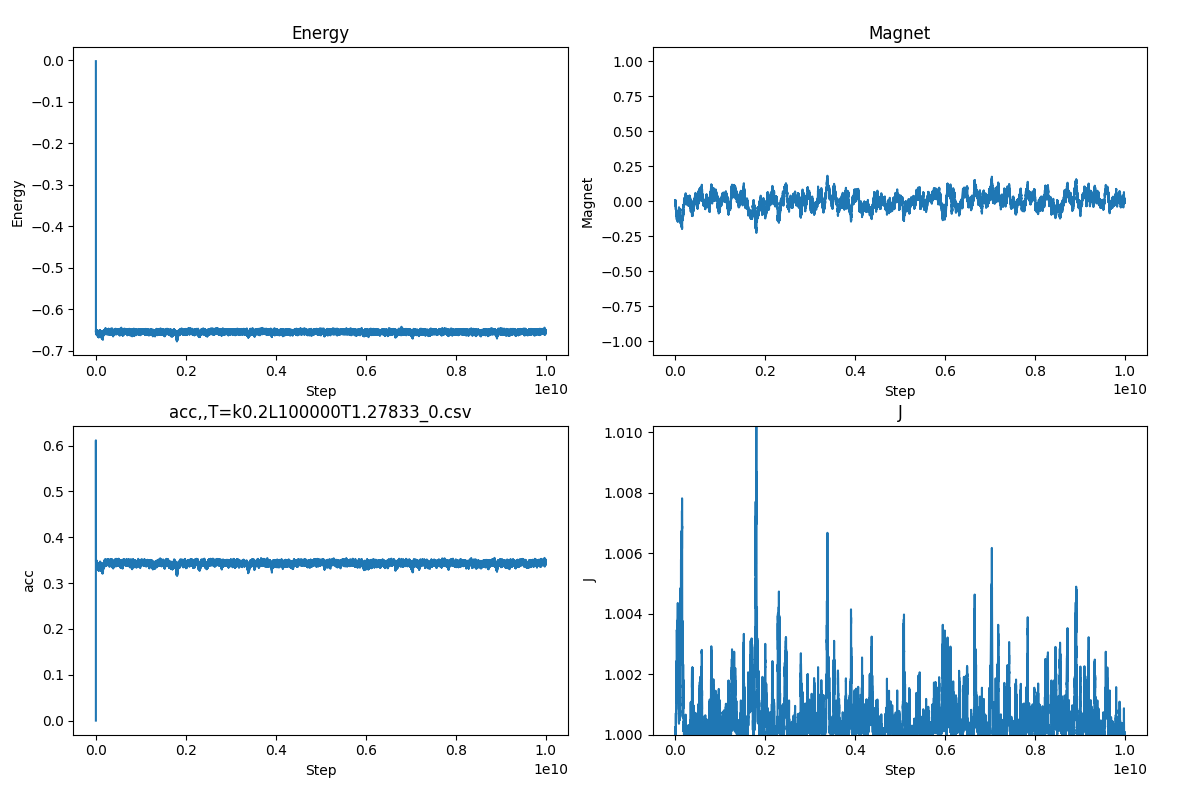 Energy
0.0
−0.1
−0.2
−0.3
−0.4
−0.5
−0.6
−0.7
Energy
0.0 0.2 0.4 0.6 0.8 1.0
Step
1e10
Magnet
1.00
0.75
0.50
0.25
0.00
−0.25
−0.50
−0.75
−1.00
Magnet
0.0 0.2 0.4 0.6 0.8 1.0
Step
1e10
acc,,T=k0.2L100000T1.27833_0.csv
0.6
0.5
0.4
0.3
0.2
0.1
0.0
acc
0.0 0.2 0.4 0.6 0.8 1.0
Step
1e10
J
1.010
1.008
1.006
1.004
1.002
1.000
J
0.0 0.2 0.4 0.6 0.8 1.0
Step
1e10